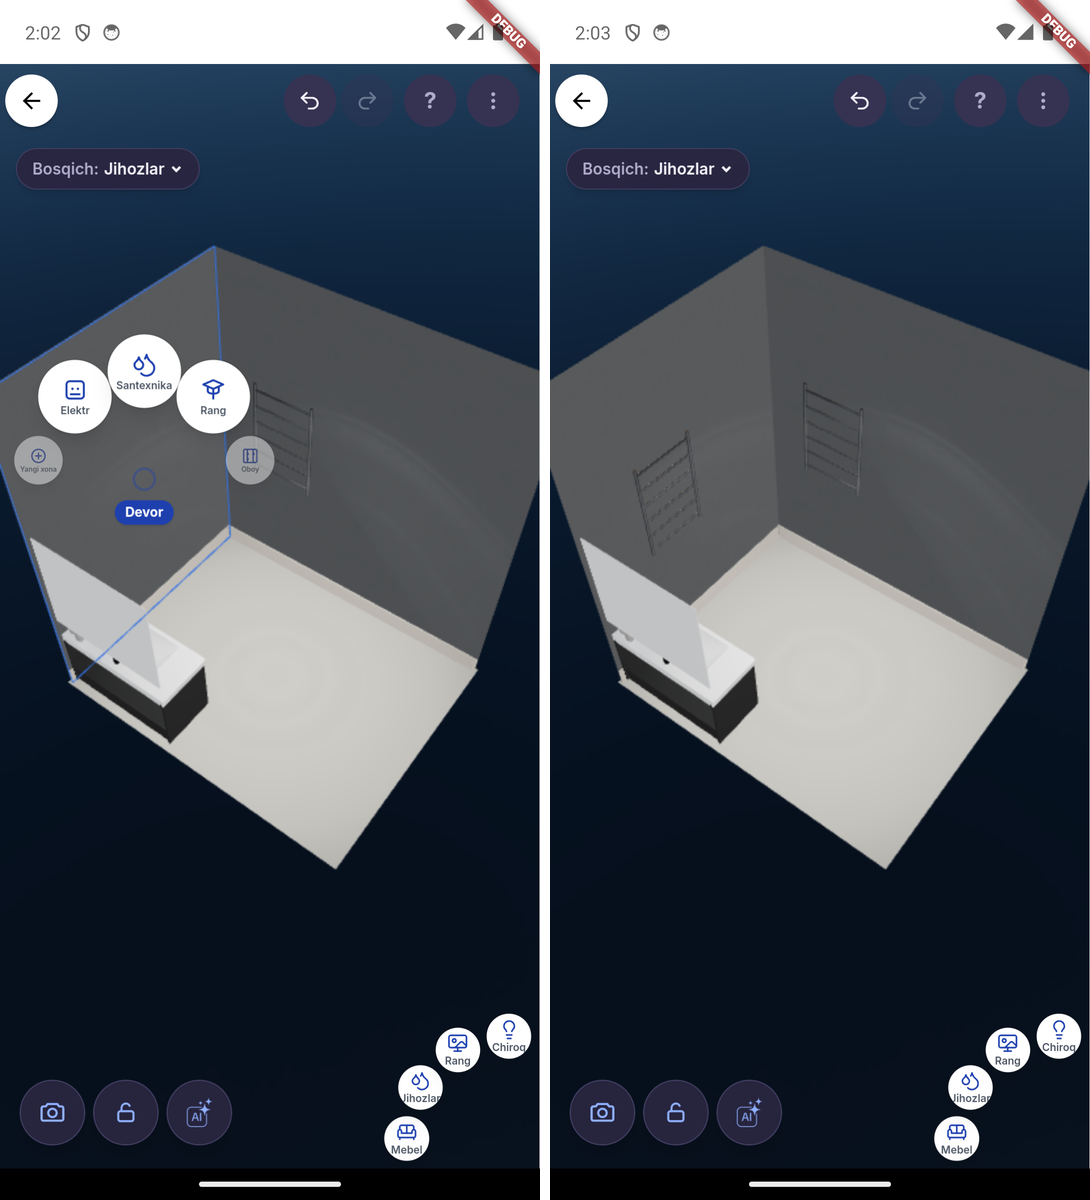 2:02
DEBUG
?
Bosqich: Jihozlar
Santexnika
Elektr
Rang
Yangi xona
Oboy
Devor
Chiroq
Rang
Jihozlar
AI
Mebel
2:03
DEBUG
?
Bosqich: Jihozlar
Chiroq
Rang
Jihozlar
AI
Mebel